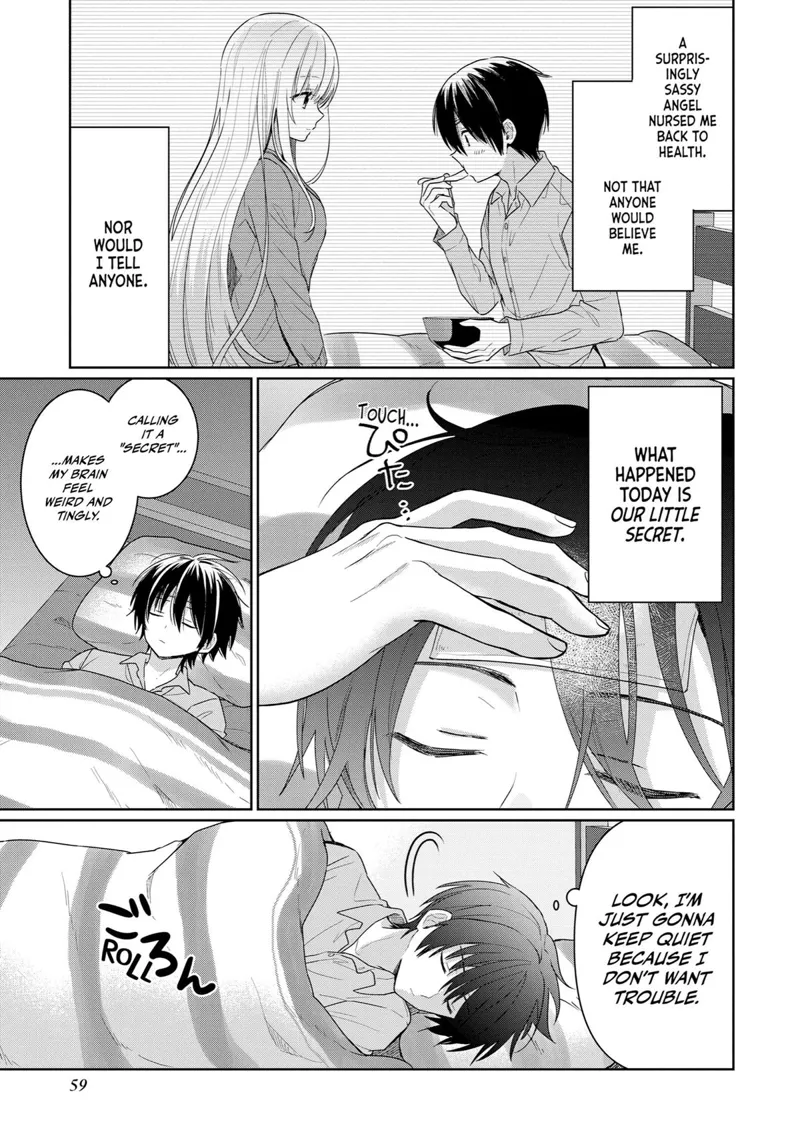 A
SURPRIS-
INGLY
SASSY
ANGEL
NURSED ME
BACK TO
HEALTH.
NOT THAT
ANYONE
WOULD
BELIEVE
ME.
NOR
WOULD
I TELL
ANYONE.
WHAT
HAPPENED
TODAY IS
OUR LITTLE
SECRET.
TOUCH...
ぴた…
CALLING
IT A
"SECRET"...
...MAKES
MY BRAIN
FEEL
WEIRD AND
TINGLY.
LOOK, I'M
JUST GONNA
KEEP QUIET
BECAUSE I
DON'T WANT
TROUBLE.
ごろん
ROLL
59